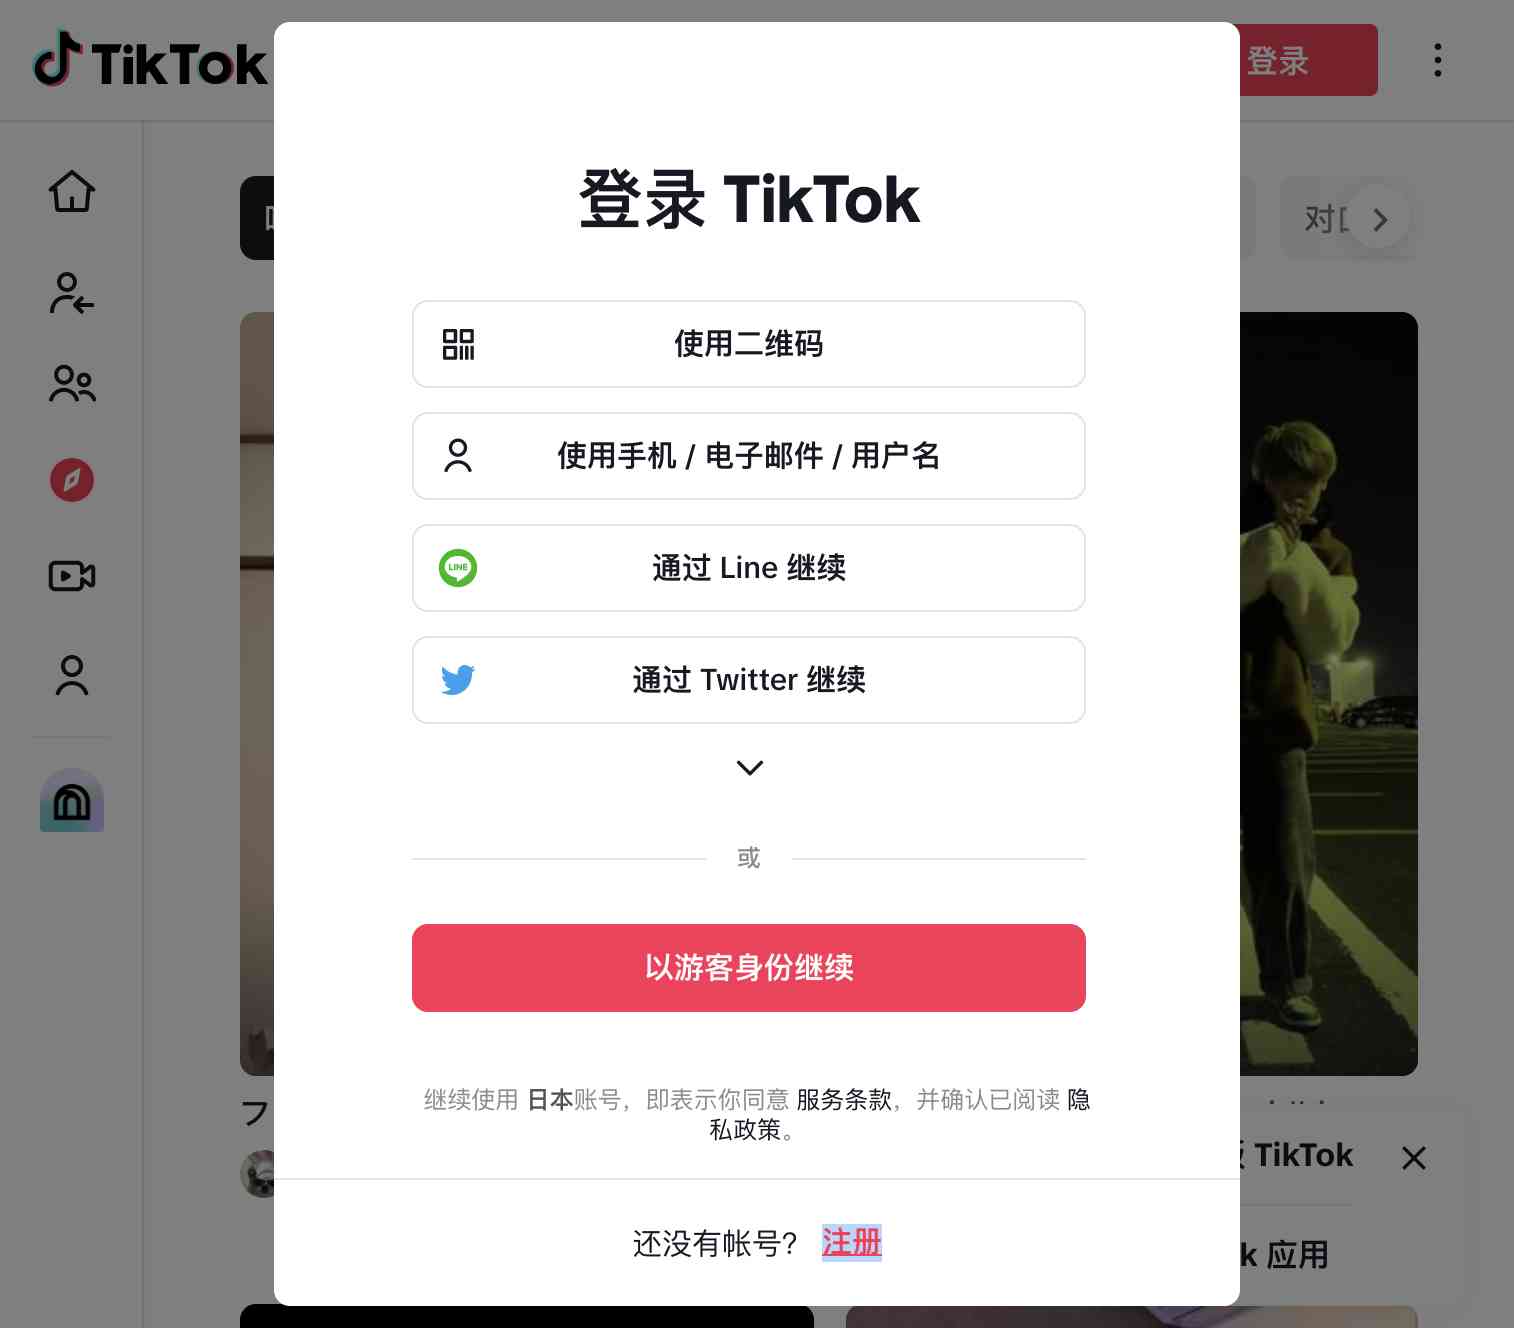 TikTok
登录
登录 TikTok
使用二维码
使用手机 / 电子邮件 / 用户名
LINE
通过 Line 继续
通过 Twitter 继续
或
以游客身份继续
继续使用 日本账号，即表示你同意 服务条款，并确认已阅读 隐
私政策。
还没有帐号？ 注册
对
フ
TikTok
k 应用